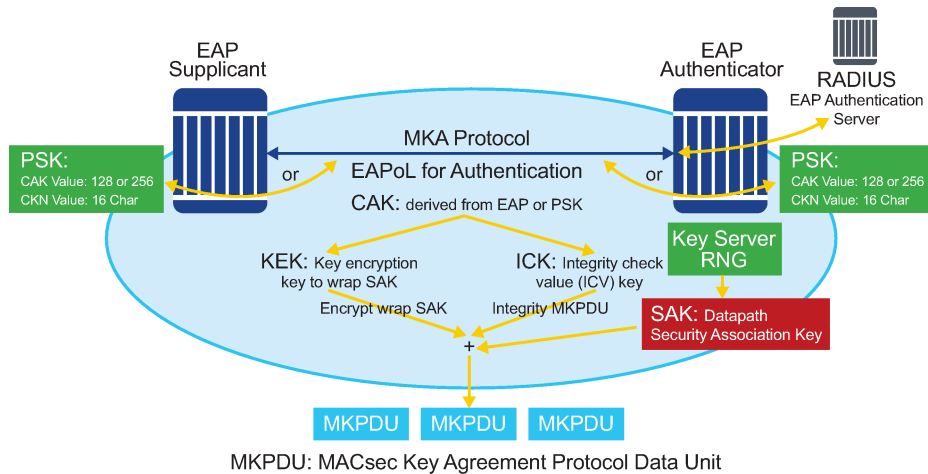 EAP
Supplicant
EAP
Authenticator
RADIUS
EAP Authentication
Server
MKA Protocol
PSK:
CAK Value: 128 or 256
CKN Value: 16 Char
or
EAPoL for Authentication
or
PSK:
CAK Value: 128 or 256
CKN Value: 16 Char
CAK: derived from EAP or PSK
Key Server
RNG
KEK: Key encryption
key to wrap SAK
ICK: Integrity check
value (ICV) key
Encrypt wrap SAK
Integrity MKPDU
SAK: Datapath
Security Association Key
+
MKPDU
MKPDU
MKPDU
MKPDU: MACsec Key Agreement Protocol Data Unit